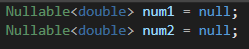 Nullable<double> num1 = null;
Nullable<double> num2 = null;